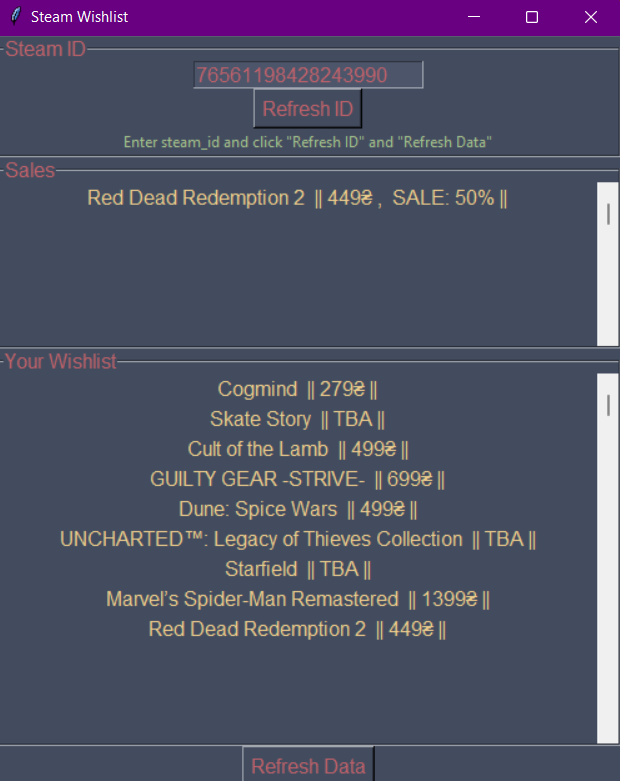 Steam Wishlist
Steam ID
76561198428243990
Refresh ID
Enter steam_id and click "Refresh ID" and "Refresh Data"
Sales
Red Dead Redemption 2 || 449₴ , SALE: 50% ||
Your Wishlist
Cogmind || 279₴ ||
Skate Story || TBA ||
Cult of the Lamb || 499₴ ||
GUILTY GEAR -STRIVE- || 699₴ ||
Dune: Spice Wars || 499₴ ||
UNCHARTED™: Legacy of Thieves Collection || TBA ||
Starfield || TBA ||
Marvel’s Spider-Man Remastered || 1399₴ ||
Red Dead Redemption 2 || 449₴ ||
Refresh Data